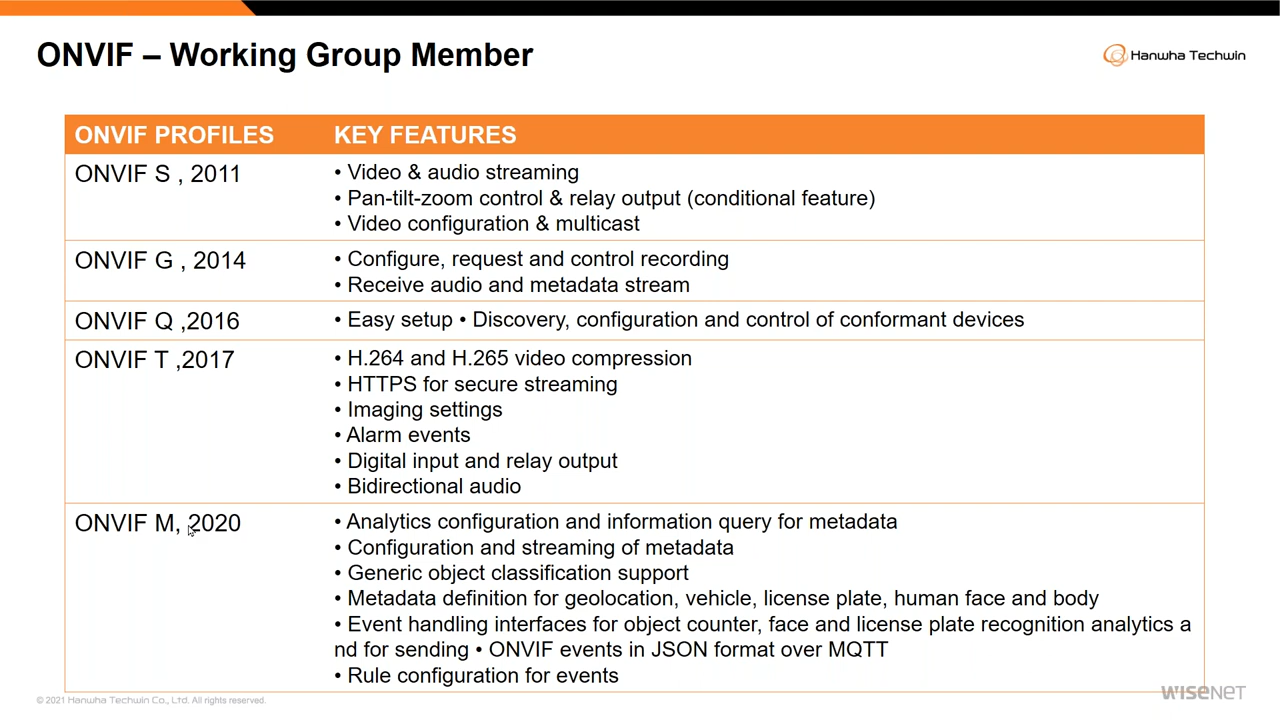 ONVIF – Working Group Member
Hanwha Techwin
ONVIF PROFILES KEY FEATURES
ONVIF S , 2011 • Video & audio streaming
• Pan-tilt-zoom control & relay output (conditional feature)
• Video configuration & multicast
ONVIF G , 2014 • Configure, request and control recording
• Receive audio and metadata stream
ONVIF Q ,2016 • Easy setup • Discovery, configuration and control of conformant devices
ONVIF T ,2017 • H.264 and H.265 video compression
• HTTPS for secure streaming
• Imaging settings
• Alarm events
• Digital input and relay output
• Bidirectional audio
ONVIF M, 2020 • Analytics configuration and information query for metadata
• Configuration and streaming of metadata
• Generic object classification support
• Metadata definition for geolocation, vehicle, license plate, human face and body
• Event handling interfaces for object counter, face and license plate recognition analytics a
nd for sending • ONVIF events in JSON format over MQTT
• Rule configuration for events
© 2021 Hanwha Techwin Co., Ltd. All rights reserved.
WISENET